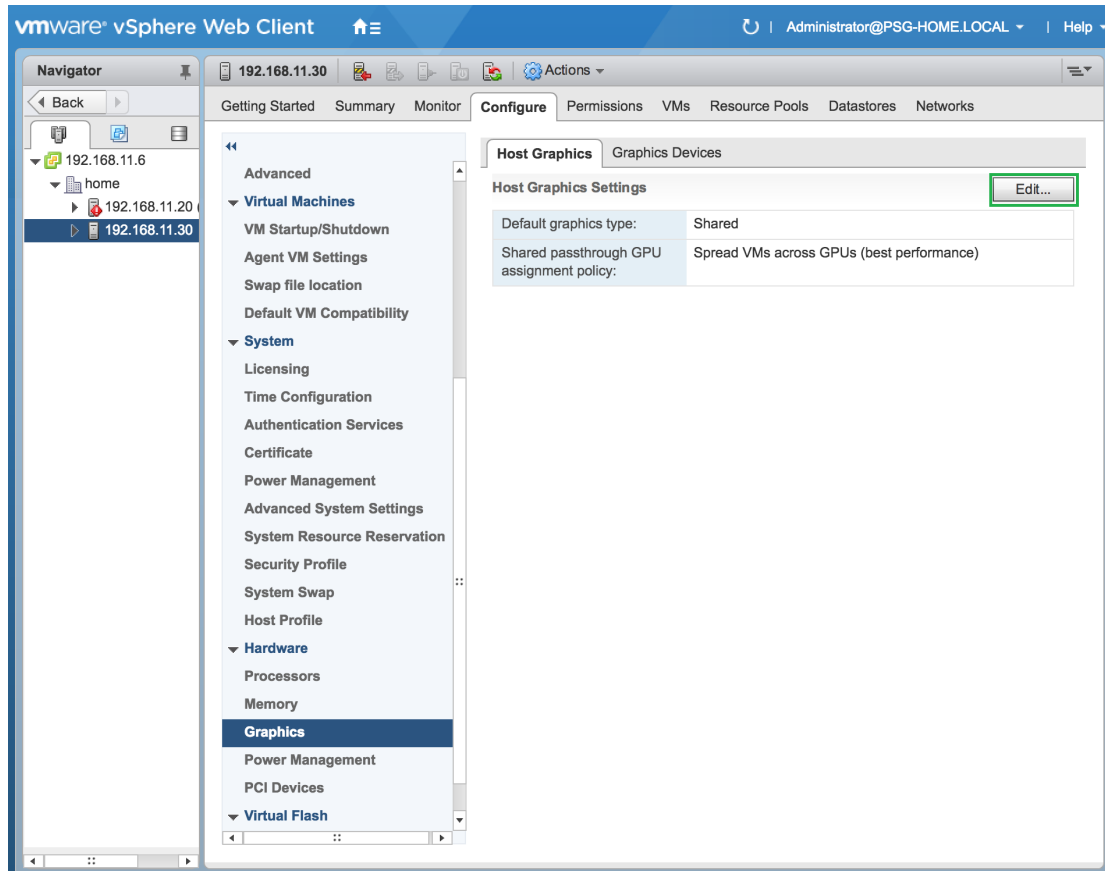 vmware® vSphere Web Client
Administrator@PSG-HOME.LOCAL
Help
Navigator
192.168.11.30
Actions
Back
Getting Started Summary Monitor Configure Permissions VMs Resource Pools Datastores Networks
192.168.11.6
home
192.168.11.20 (
192.168.11.30
Advanced
Virtual Machines
VM Startup/Shutdown
Agent VM Settings
Swap file location
Default VM Compatibility
System
Licensing
Time Configuration
Authentication Services
Certificate
Power Management
Advanced System Settings
System Resource Reservation
Security Profile
System Swap
Host Profile
Hardware
Processors
Memory
Graphics
Power Management
PCI Devices
Virtual Flash
Host Graphics Graphics Devices
Host Graphics Settings
Edit...
Default graphics type: Shared
Shared passthrough GPU Spread VMs across GPUs (best performance)
assignment policy: